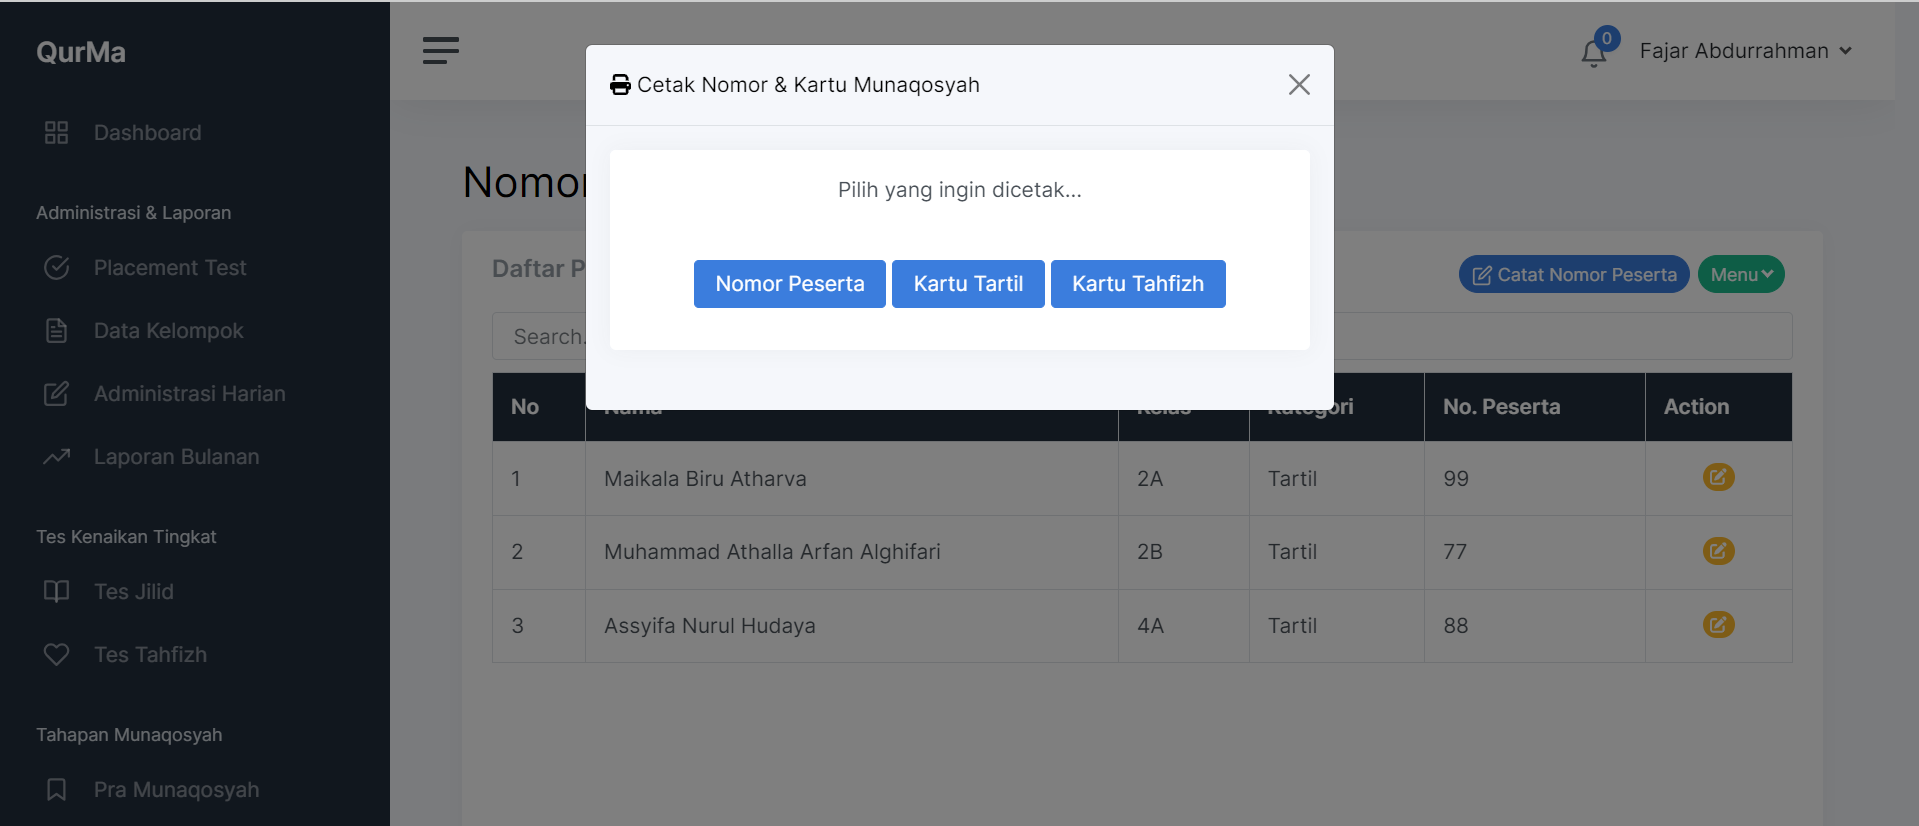 QurMa
Dashboard
Administrasi & Laporan
Placement Test
Data Kelompok
Administrasi Harian
Laporan Bulanan
Tes Kenaikan Tingkat
Tes Jilid
Tes Tahfizh
Tahapan Munaqosyah
Pra Munaqosyah
0
Fajar Abdurrahman
Cetak Nomor & Kartu Munaqosyah
Pilih yang ingin dicetak...
Nomor Peserta Kartu Tartil Kartu Tahfizh
Nomor
Daftar P
Catat Nomor Peserta Menu
Search.
No Nama Kelas Kategori No. Peserta Action
1 Maikala Biru Atharva 2A Tartil 99
2 Muhammad Athalla Arfan Alghifari 2B Tartil 77
3 Assyifa Nurul Hudaya 4A Tartil 88